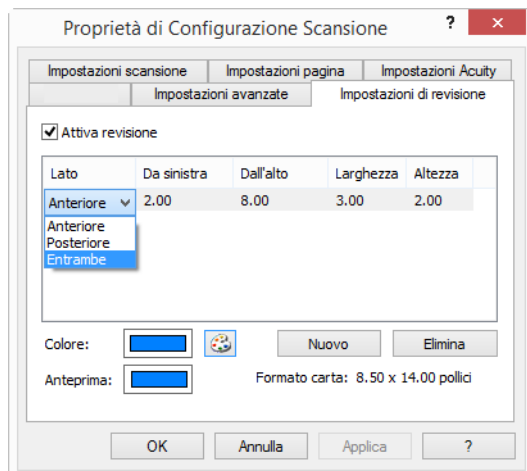 Proprietà di Configurazione Scansione ? ×
Impostazioni scansione Impostazioni pagina Impostazioni Acuity
Impostazioni avanzate Impostazioni di revisione
Attiva revisione
Lato Da sinistra Dall'alto Larghezza Altezza
Anteriore 2.00 8.00 3.00 2.00
Anteriore
Posteriore
Entrambe
Colore: Nuovo Elimina
Anteprima: Formato carta: 8.50 x 14.00 pollici
OK Annulla Applica ?